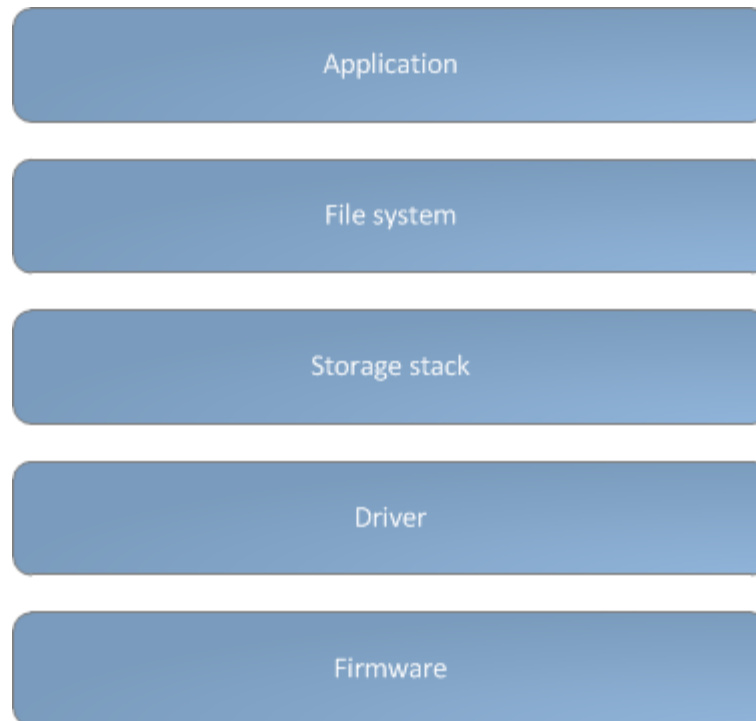 Application
File system
Storage stack
Driver
Firmware